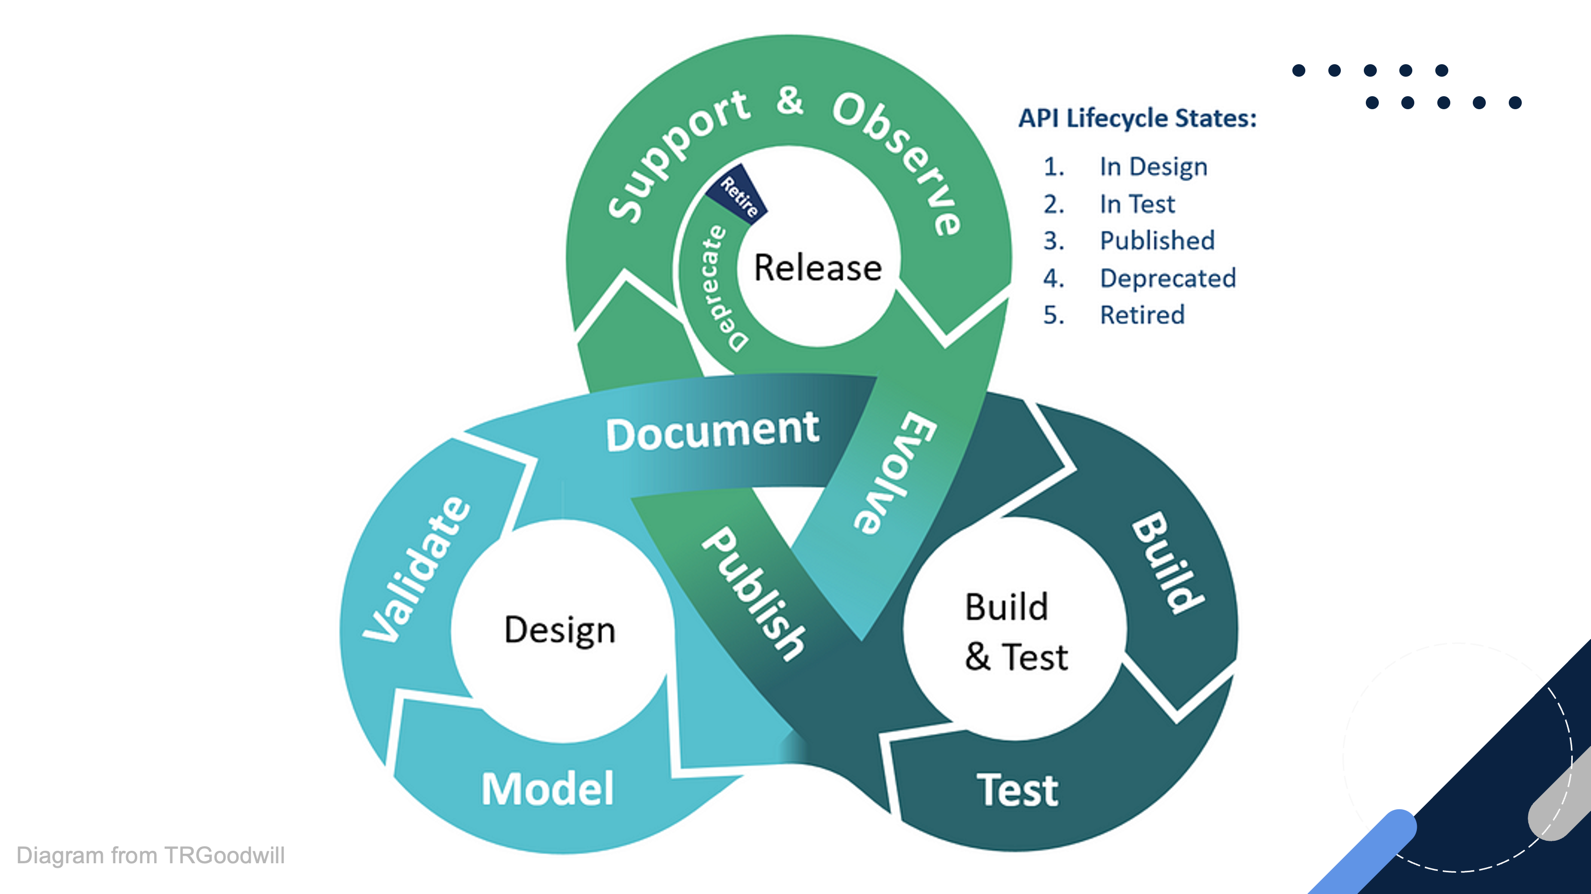 Support & Observe
API Lifecycle States:
1. In Design
2. In Test
3. Published
4. Deprecated
5. Retired
Retire
Deprecate
Release
Document
Evolve
Validate
Publish
Build
Design
Build
& Test
Model
Test
Diagram from TRGoodwill